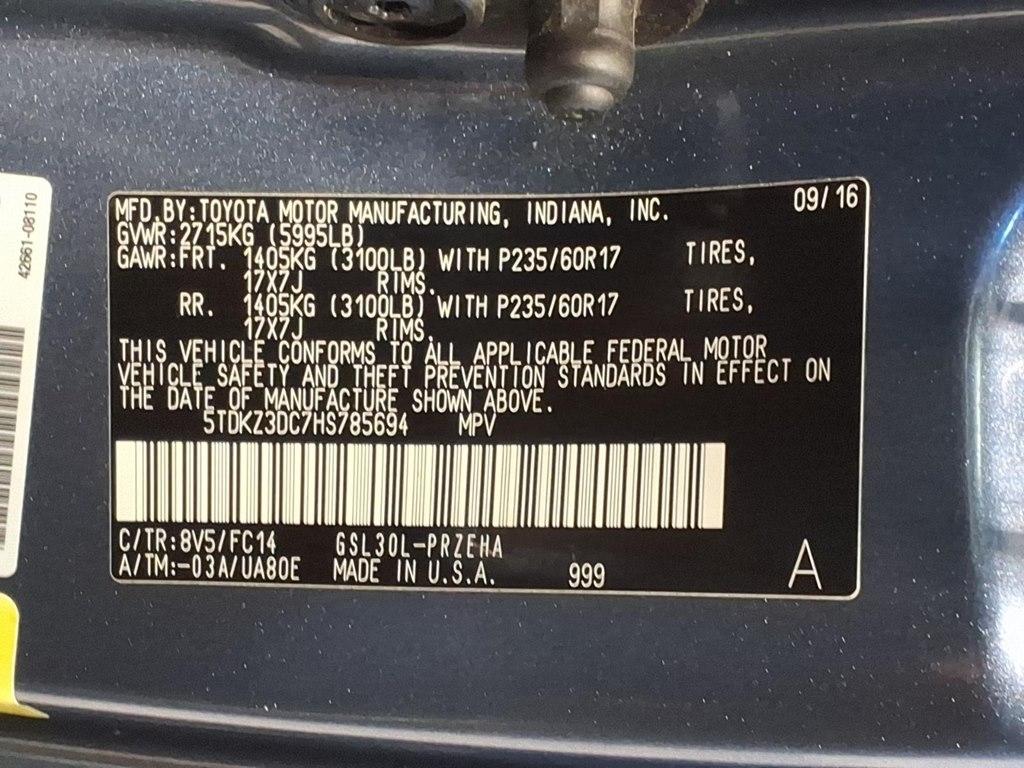 42661-08110
MFD.BY:TOYOTA MOTOR MANUFACTURING, INDIANA, INC. 09/16
GVWR:2715KG (5995LB)
GAWR:FRT. 1405KG (3100LB) WITH P235/60R17 TIRES,
17X7J RIMS.
RR. 1405KG (3100LB) WITH P235/60R17 TIRES,
17X7J RIMS.
THIS VEHICLE CONFORMS TO ALL APPLICABLE FEDERAL MOTOR
VEHICLE SAFETY AND THEFT PREVENTION STANDARDS IN EFFECT ON
THE DATE OF MANUFACTURE SHOWN ABOVE.
5TDKZ3DC7HS785694 MPV
C/TR:8V5/FC14 GSL30L-PRZEHA
A/TM:-03A/UA80E MADE IN U.S.A. 999 A